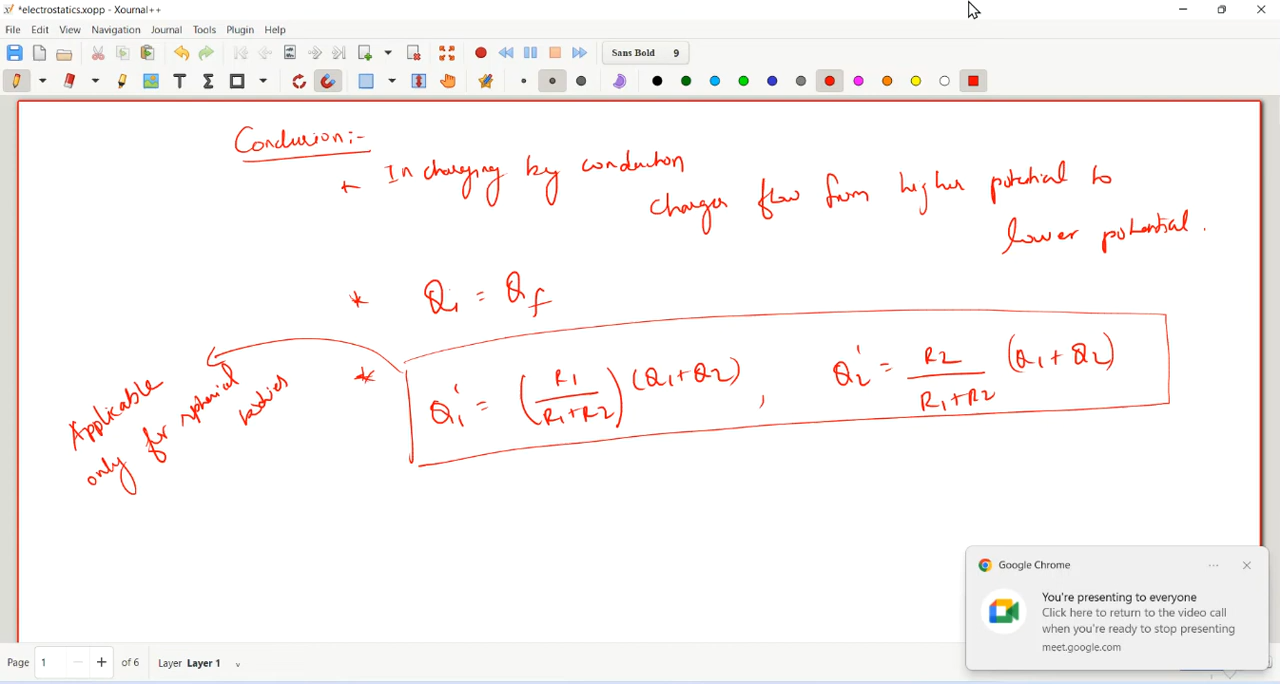 *electrostatics.xopp - Xournal++
File Edit View Navigation Journal Tools Plugin Help
Sans Bold 9
Conclusion:-
* In charging by conduction
charges flow from higher potential to
lower potential.
* Qi = Qf
* Q1' = (R1/(R1+R2)) (Q1+Q2) , Q2' = R2/(R1+R2) (Q1+Q2)
Applicable
only for spherical
bodies
Google Chrome
You're presenting to everyone
Click here to return to the video call
when you're ready to stop presenting
meet.google.com
Page 1 of 6 Layer Layer 1